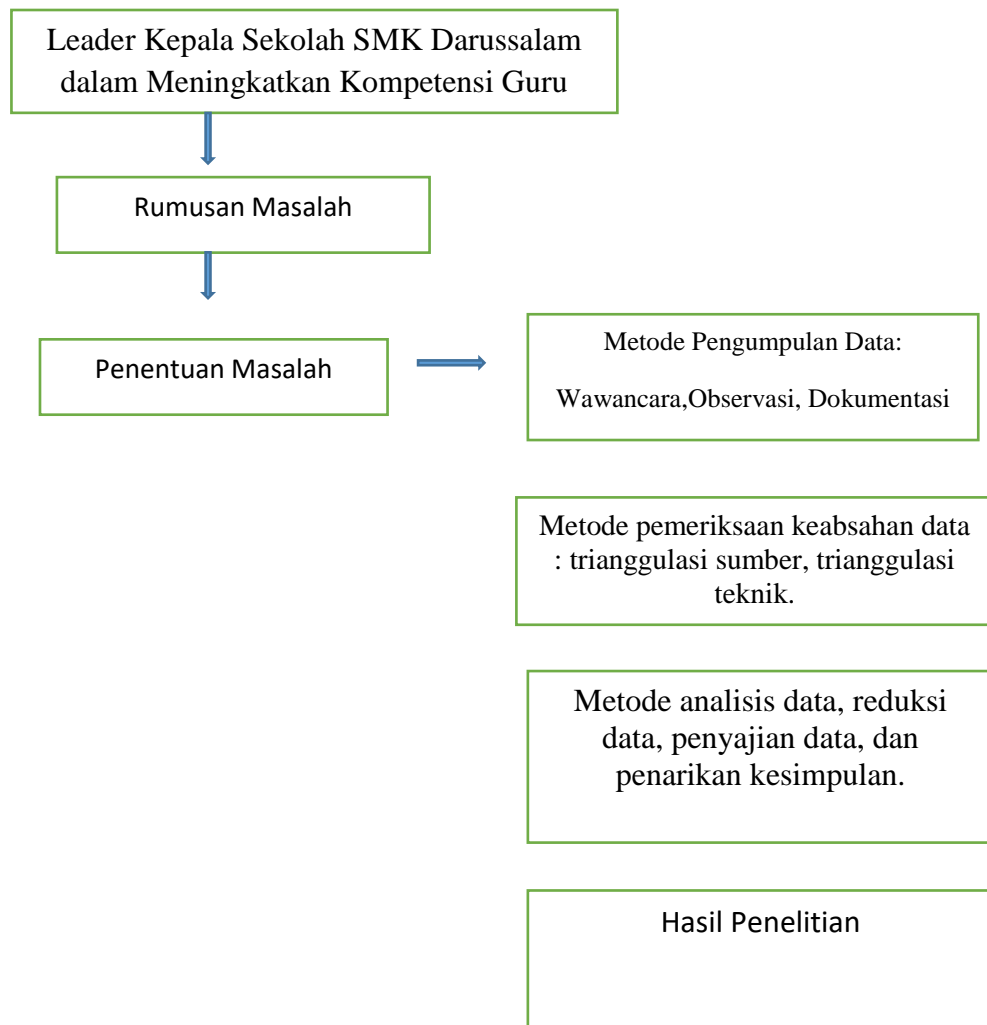 Leader Kepala Sekolah SMK Darussalam
dalam Meningkatkan Kompetensi Guru
Rumusan Masalah
Penentuan Masalah
Metode Pengumpulan Data:
Wawancara,Observasi, Dokumentasi
Metode pemeriksaan keabsahan data
: trianggulasi sumber, trianggulasi
teknik.
Metode analisis data, reduksi
data, penyajian data, dan
penarikan kesimpulan.
Hasil Penelitian